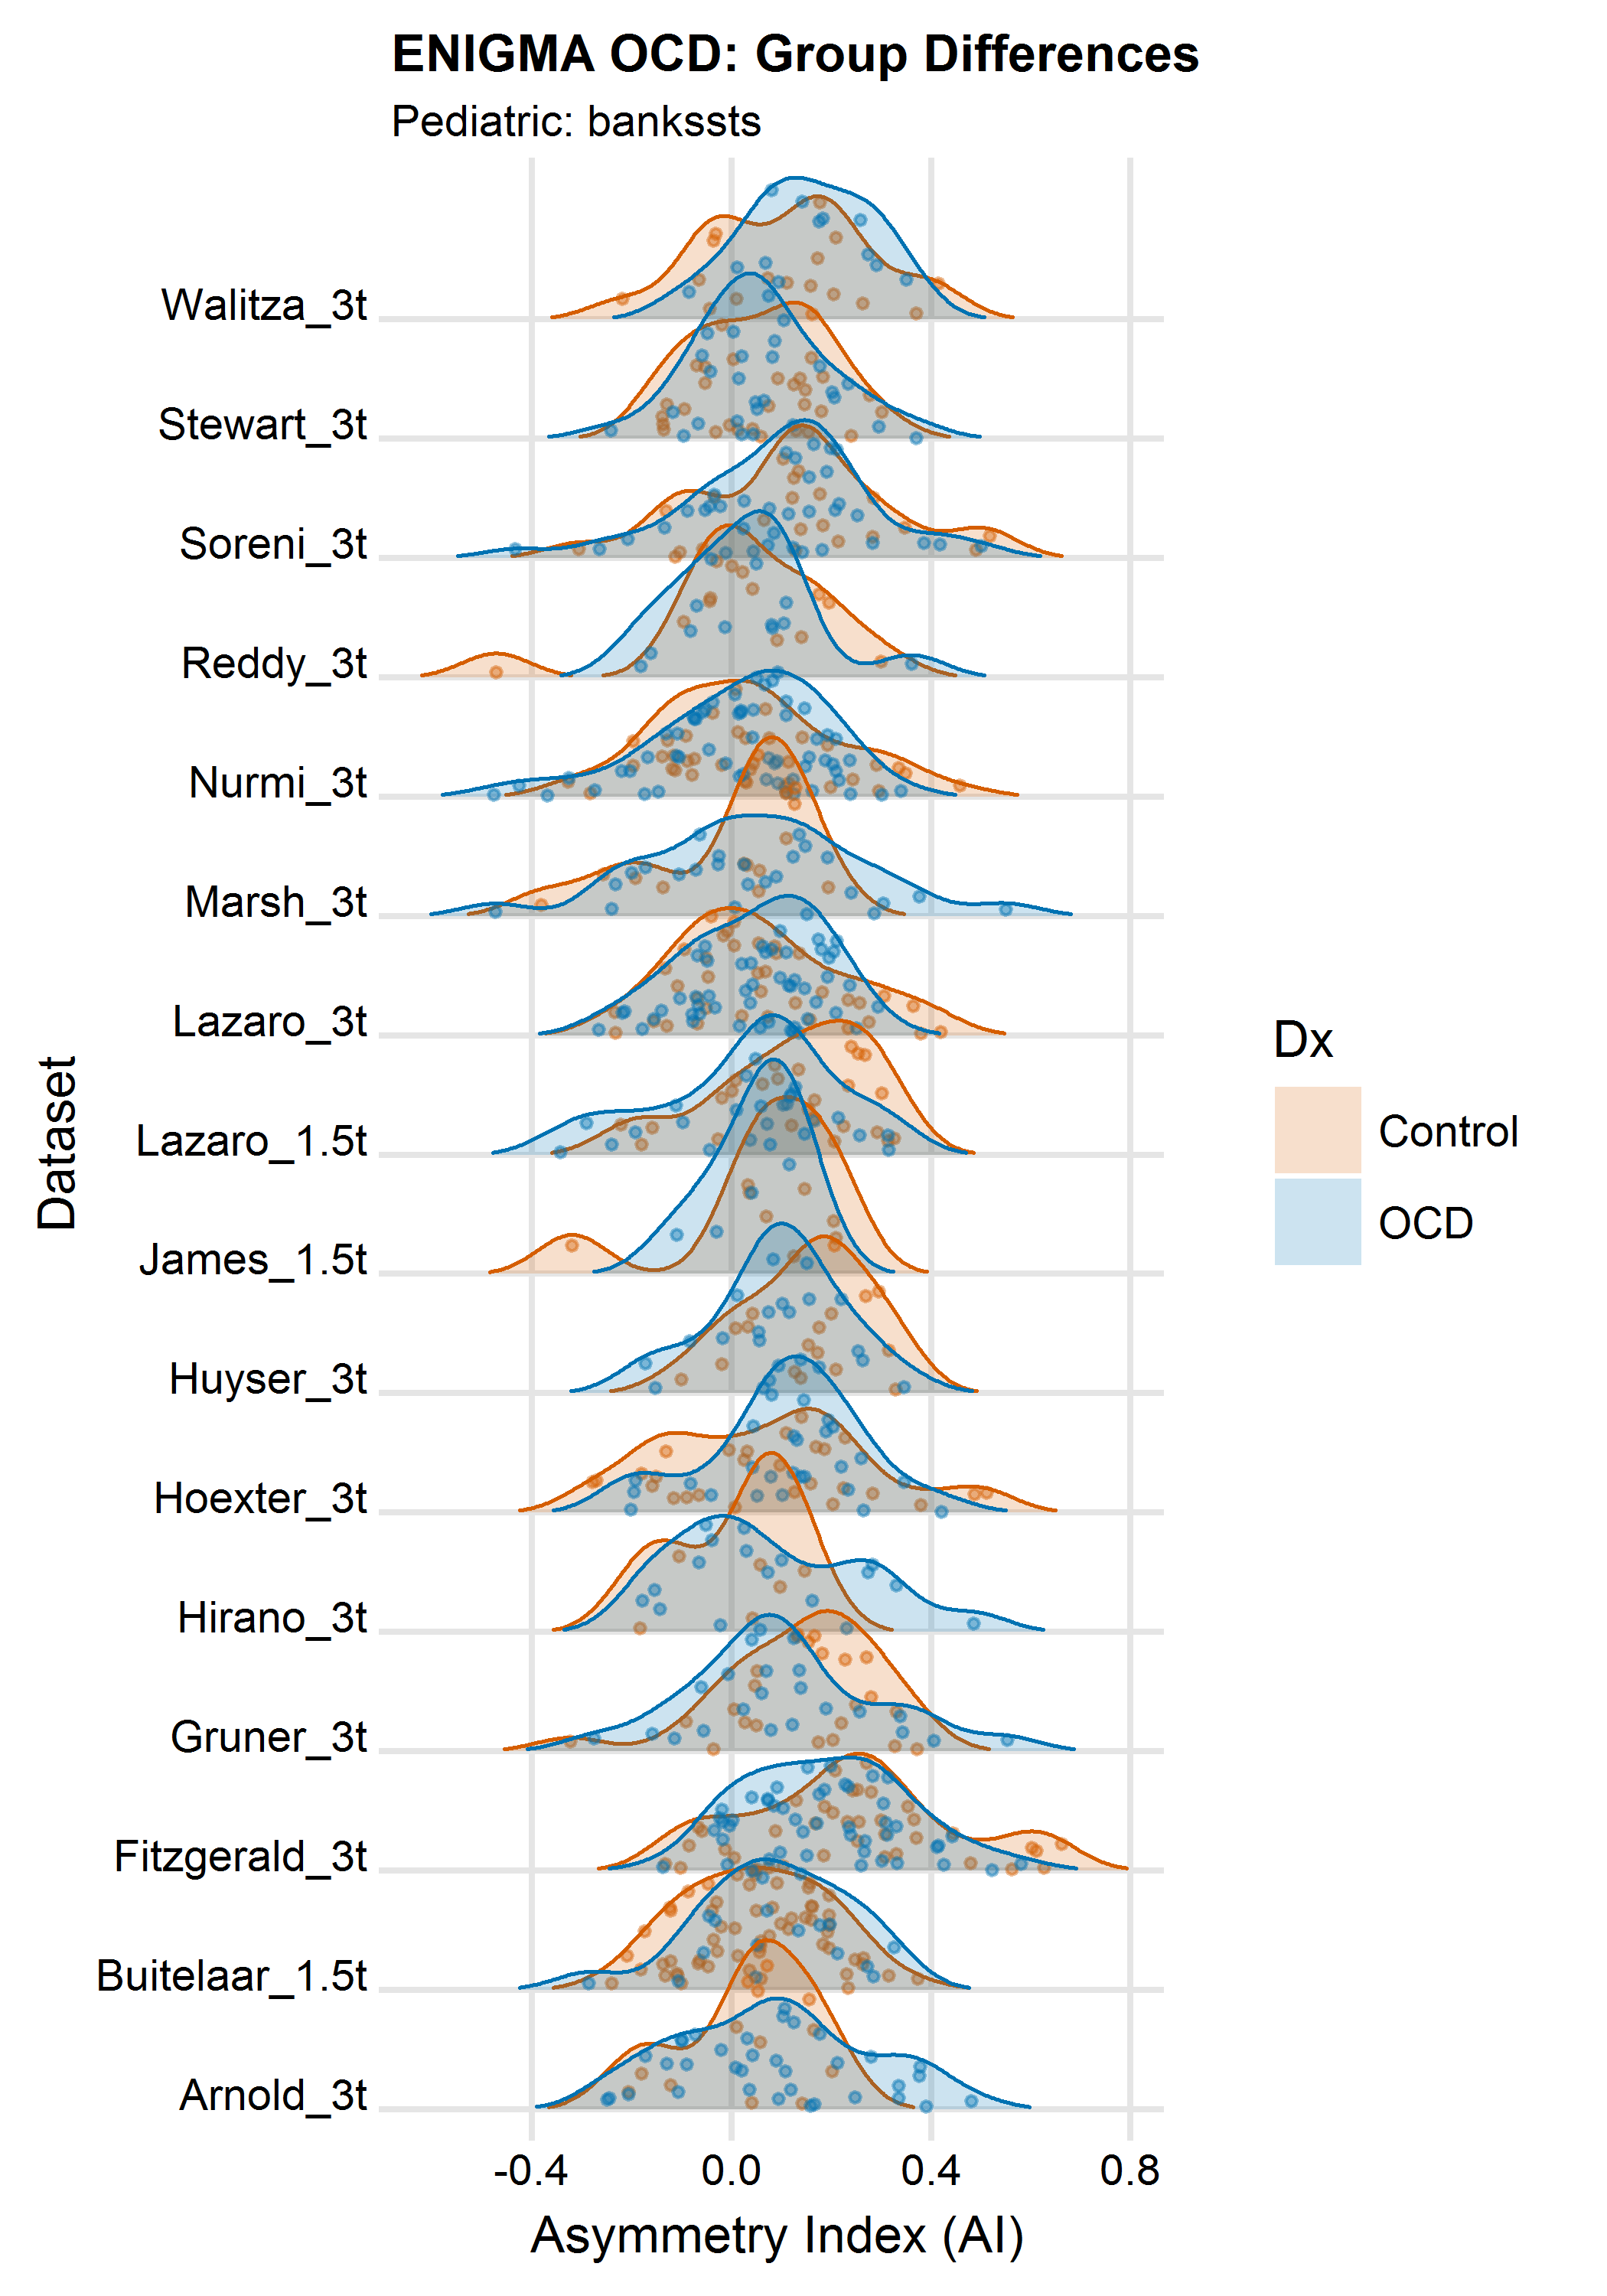 ENIGMA OCD: Group Differences
Pediatric: bankssts
Walitza_3t
Stewart_3t
Soreni_3t
Reddy_3t
Nurmi_3t
Marsh_3t
Lazaro_3t
Lazaro_1.5t
James_1.5t
Huyser_3t
Hoexter_3t
Hirano_3t
Gruner_3t
Fitzgerald_3t
Buitelaar_1.5t
Arnold_3t
Dataset
-0.4 0.0 0.4 0.8
Asymmetry Index (AI)
Dx
Control
OCD